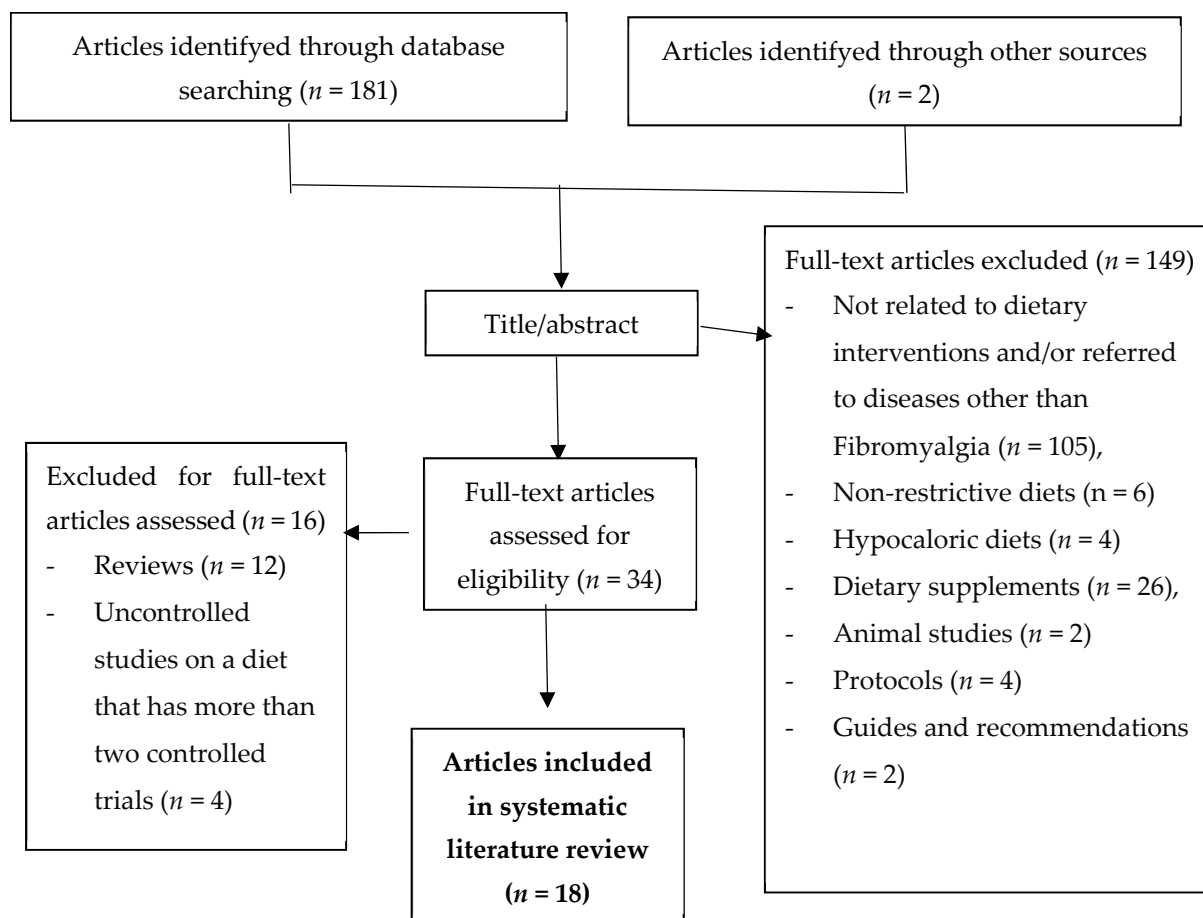 Articles identifyed through database
searching (n = 181)
Articles identifyed through other sources
(n = 2)
Title/abstract
Full-text articles excluded (n = 149)
- Not related to dietary
interventions and/or referred
to diseases other than
Fibromyalgia (n = 105),
- Non-restrictive diets (n = 6)
- Hypocaloric diets (n = 4)
- Dietary supplements (n = 26),
- Animal studies (n = 2)
- Protocols (n = 4)
- Guides and recommendations
(n = 2)
Full-text articles
assessed for
eligibility (n = 34)
Excluded for full-text
articles assessed (n = 16)
- Reviews (n = 12)
- Uncontrolled
studies on a diet
that has more than
two controlled
trials (n = 4)
Articles included
in systematic
literature review
(n = 18)